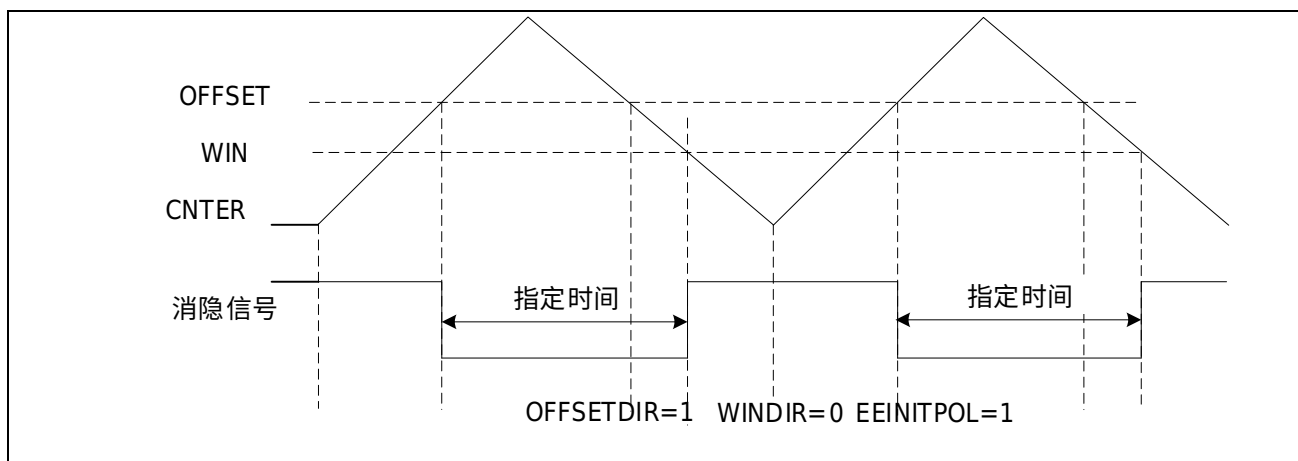 OFFSET
WIN
CNTER
消隐信号
指定时间
指定时间
OFFSETDIR=1 WINDIR=0 EEINITPOL=1